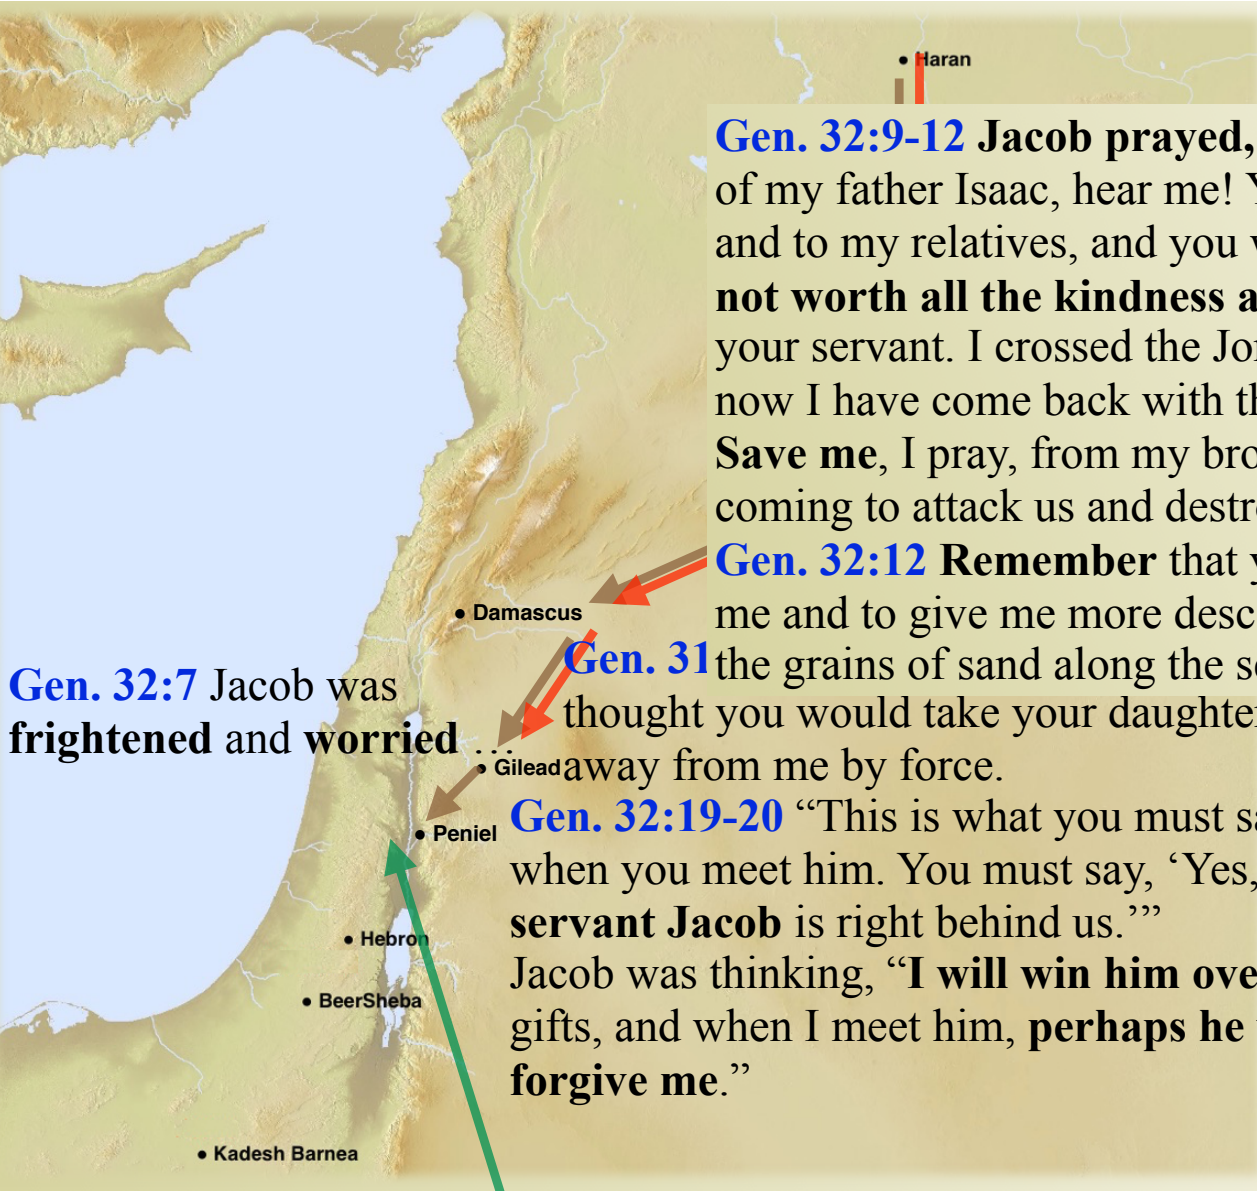 Haran
Gen. 32:9-12 Jacob prayed,
of my father Isaac, hear me!
and to my relatives, and you
not worth all the kindness
your servant. I crossed the
now I have come back with
Save me, I pray, from my
coming to attack us and
Gen. 32:12 Remember that
me and to give me more
the grains of sand along the
Damascus
Gen. 31
thought you would take your
away from me by force.
Gen. 32:7 Jacob was
frightened and worried …
Gilead
Peniel
Gen. 32:19-20 “This is what you must
when you meet him. You must say, ‘Yes,
servant Jacob is right behind us.’”
Jacob was thinking, “I will win him
gifts, and when I meet him, perhaps he
forgive me.”
Hebron
BeerSheba
Kadesh Barnea